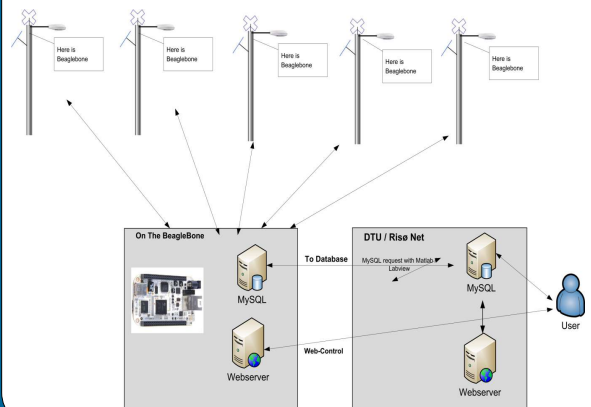 Here is
Beaglebone
Here is
Beaglebone
Here is
Beaglebone
Here is
Beaglebone
Here is
Beaglebone
On The BeagleBone
MySQL
Webserver
To Database
Web-Control
DTU / Risø Net
MySQL request with Matlab
Labview
MySQL
Webserver
User